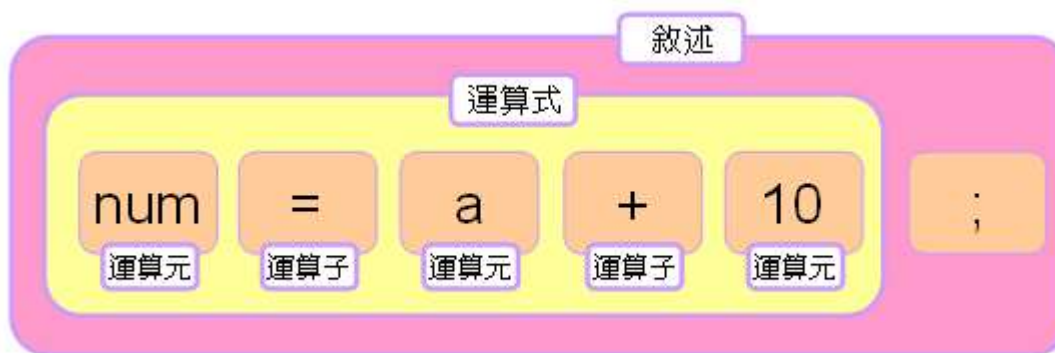 敘述
運算式
num = a + 10 ;
運算元 運算子 運算元 運算子 運算元